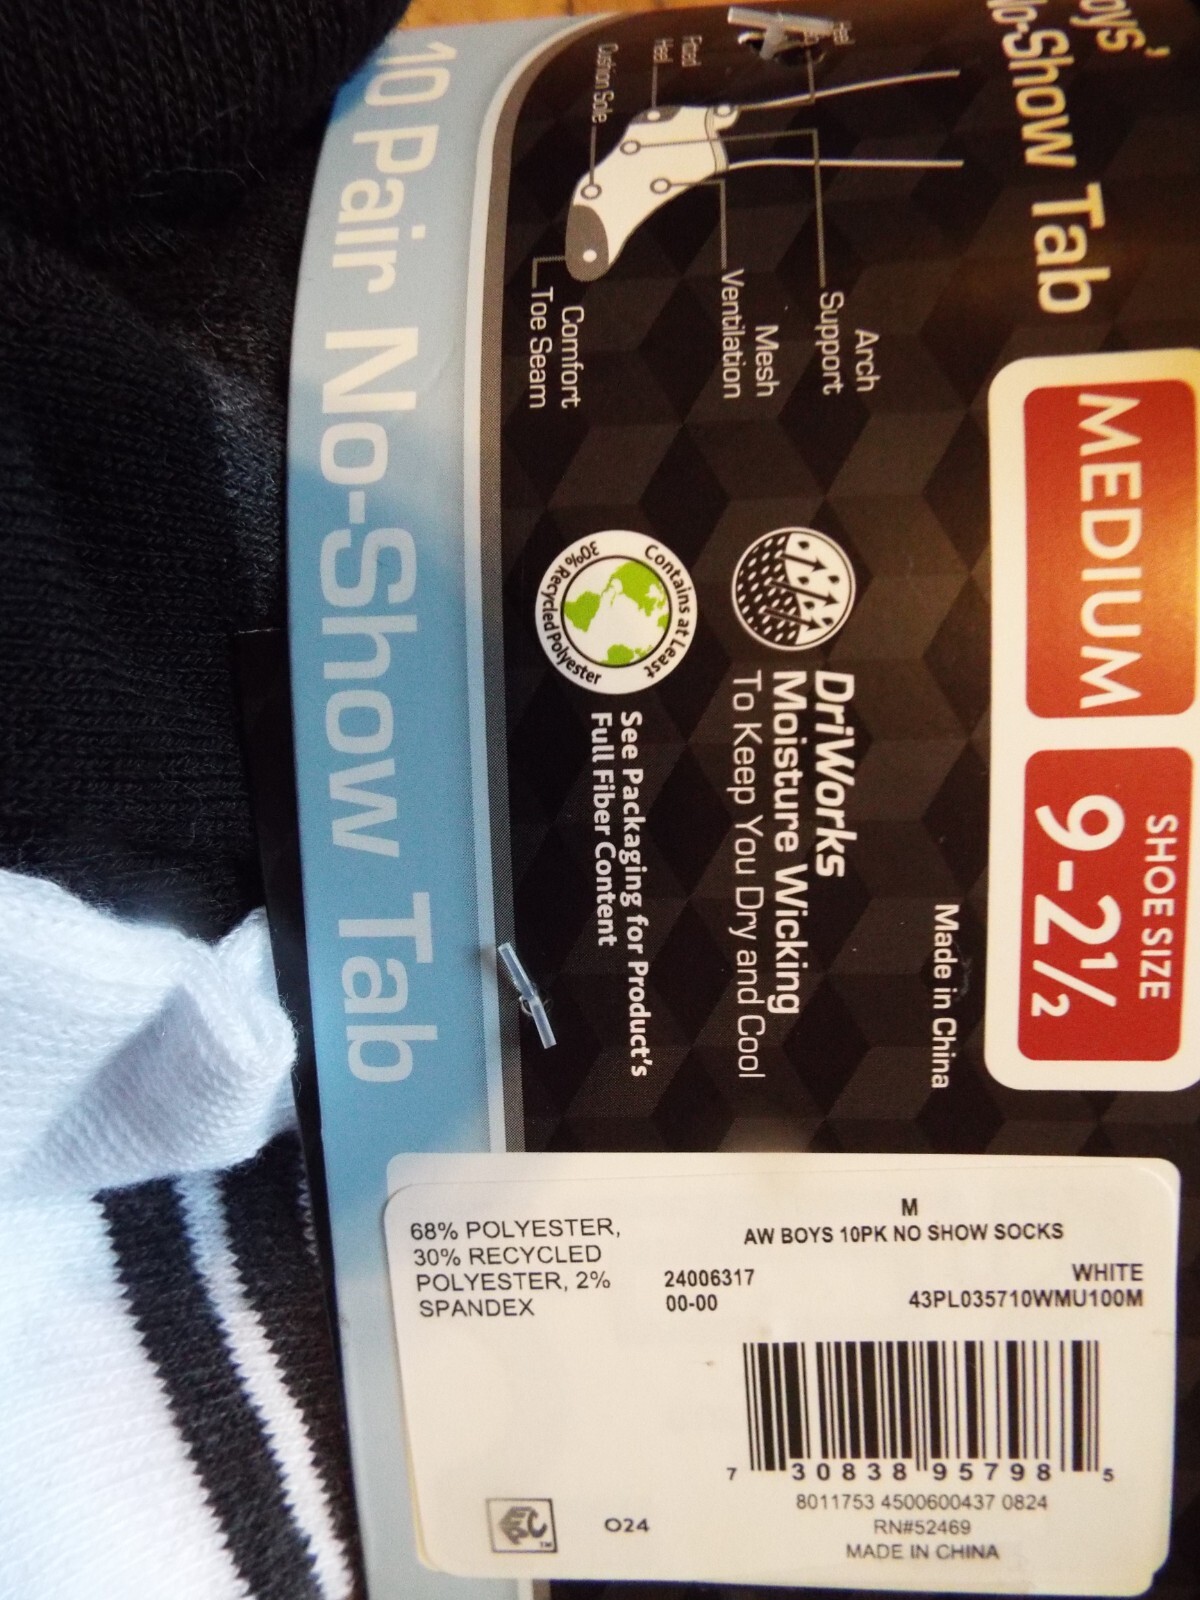 10 Pair No-Show Tab
No-Show Tab
MEDIUM
SHOE SIZE
9-2½
Made in China
Arch
Support
Mesh
Ventilation
Comfort
Toe Seam
Cushion Sole
Heel
DriWorks
Moisture Wicking
To Keep You Dry and Cool
Contains at Least
30% Recycled Polyester
See Packaging for Product's
Full Fiber Content
M
AW BOYS 10PK NO SHOW SOCKS
68% POLYESTER,
30% RECYCLED
POLYESTER, 2%
SPANDEX
24006317
00-00
WHITE
43PL035710WMU100M
7 30838 95798 5
8011753 4500600437 0824
RN#52469
MADE IN CHINA
O24